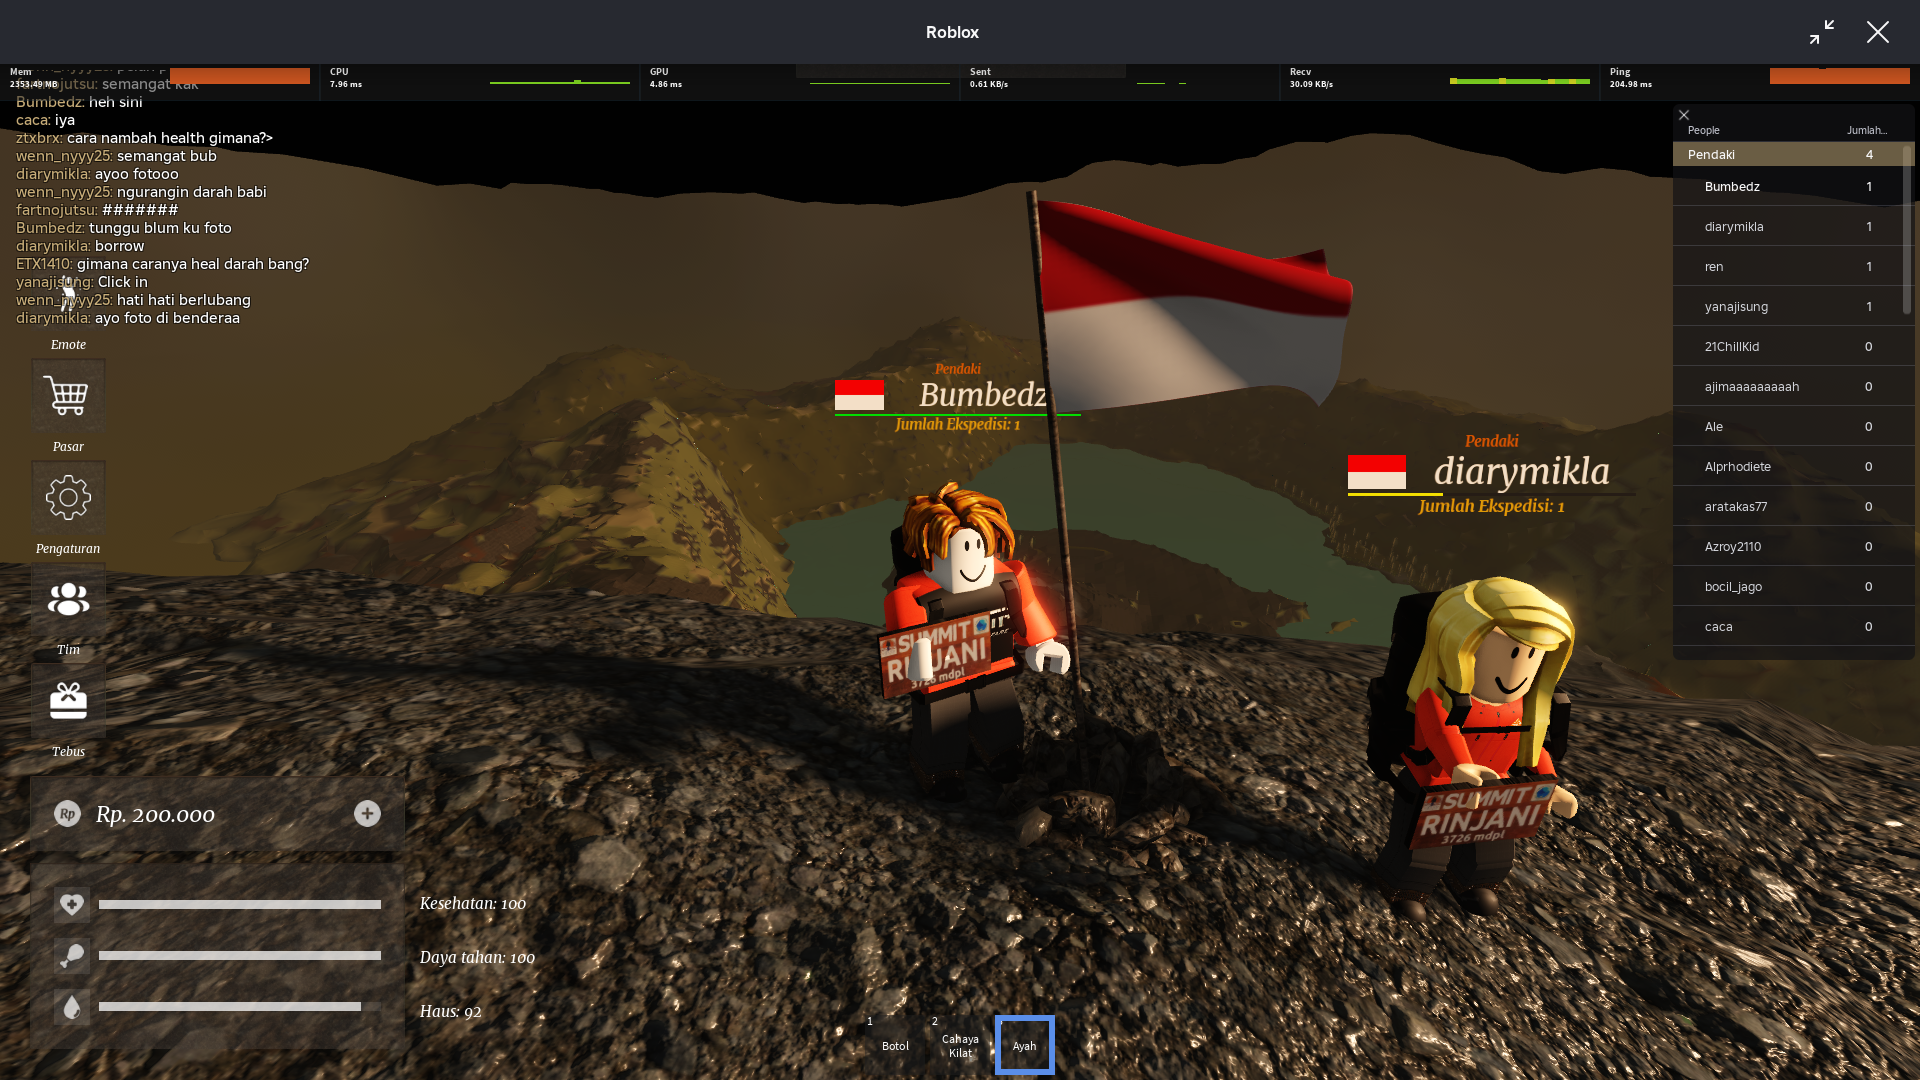 Roblox
Mem
2353.49 MB
CPU
7.96 ms
GPU
4.86 ms
Sent
0.61 KB/s
Recv
30.09 KB/s
Ping
204.98 ms
fartnojutsu: semangat kak
Bumbedz: heh sini
caca: iya
ztxbrx: cara nambah health gimana?>
wenn_nyyy25: semangat bub
diarymikla: ayoo fotooo
wenn_nyyy25: ngurangin darah babi
fartnojutsu: #######
Bumbedz: tunggu blum ku foto
diarymikla: borrow
ETX1410: gimana caranya heal darah bang?
yanajisung: Click in
wenn_nyyy25: hati hati berlubang
diarymikla: ayo foto di benderaa
Emote
Pasar
Pengaturan
Tim
Tebus
Rp
Rp. 200.000
Kesehatan: 100
Daya tahan: 100
Haus: 92
Pendaki
Bumbedz
Jumlah Ekspedisi: 1
SUMMIT
RINJANI
3726 mdpl
Pendaki
diarymikla
Jumlah Ekspedisi: 1
SUMMIT
RINJANI
3726 mdpl
1
Botol
2
Cahaya
Kilat
Ayah
People Jumlah...
Pendaki 4
Bumbedz 1
diarymikla 1
ren 1
yanajisung 1
21ChillKid 0
ajimaaaaaaaaah 0
Ale 0
Alprhodiete 0
aratakas77 0
Azroy2110 0
bocil_jago 0
caca 0